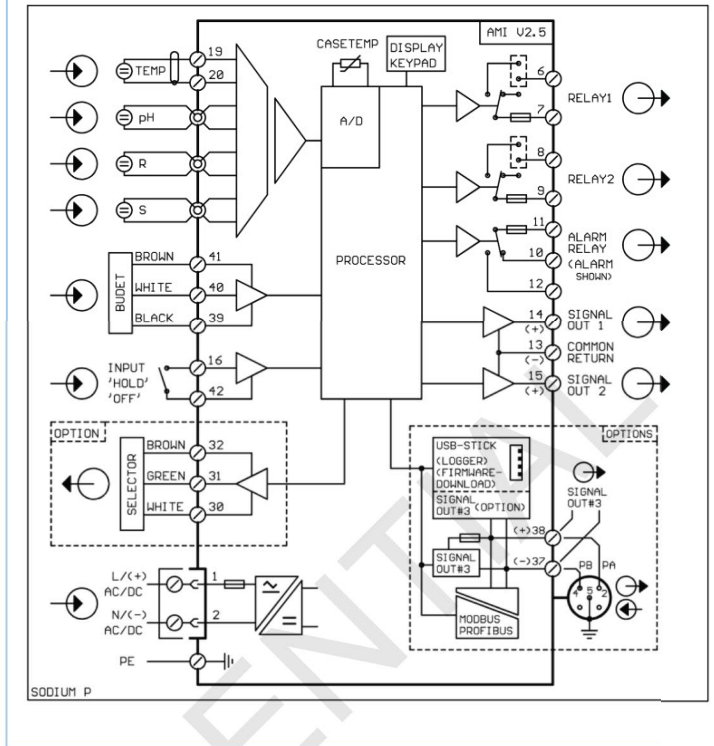 AMI V2.5
CASETEMP
DISPLAY
KEYPAD
19
TEMP
20
6
RELAY1
7
pH
A/D
R
8
RELAY2
9
S
11
ALARM
RELAY
10
(ALARM
SHOWN)
12
PROCESSOR
BUDET
BROWN
41
WHITE
40
BLACK
39
14
(+)
SIGNAL
OUT 1
13
(-)
COMMON
RETURN
15
(+)
SIGNAL
OUT 2
INPUT
'HOLD'
'OFF'
16
42
OPTION
SELECTOR
BROWN
32
GREEN
31
WHITE
30
OPTIONS
USB-STICK
(LOGGER)
(FIRMWARE-
DOWNLOAD)
SIGNAL
OUT#3 (OPTION)
SIGNAL
OUT#3
(+)38
(-)37
SIGNAL
OUT#3
PB PA
4 5 2
MODBUS
PROFIBUS
L/(+)
AC/DC
1
N/(-)
AC/DC
2
PE
SODIUM P
ENTIAL